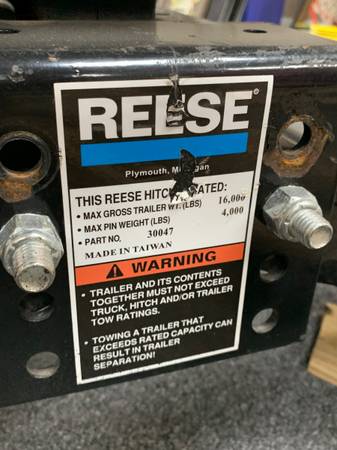 REESE®
Plymouth, Michigan
THIS REESE HITCH RATED:
• MAX GROSS TRAILER WT. (LBS) 16,000
• MAX PIN WEIGHT (LBS) 4,000
• PART NO. 30047
MADE IN TAIWAN
WARNING
• TRAILER AND ITS CONTENTS
TOGETHER MUST NOT EXCEED
TRUCK, HITCH AND/OR TRAILER
TOW RATINGS.
• TOWING A TRAILER THAT
EXCEEDS RATED CAPACITY CAN
RESULT IN TRAILER
SEPARATION!